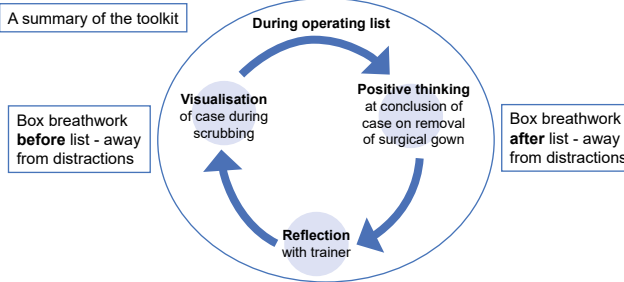 A summary of the toolkit
During operating list
Visualisation
of case during
scrubbing
Positive thinking
at conclusion of
case on removal
of surgical gown
Box breathwork
before list - away
from distractions
Box breathwork
after list - away
from distractions
Reflection
with trainer